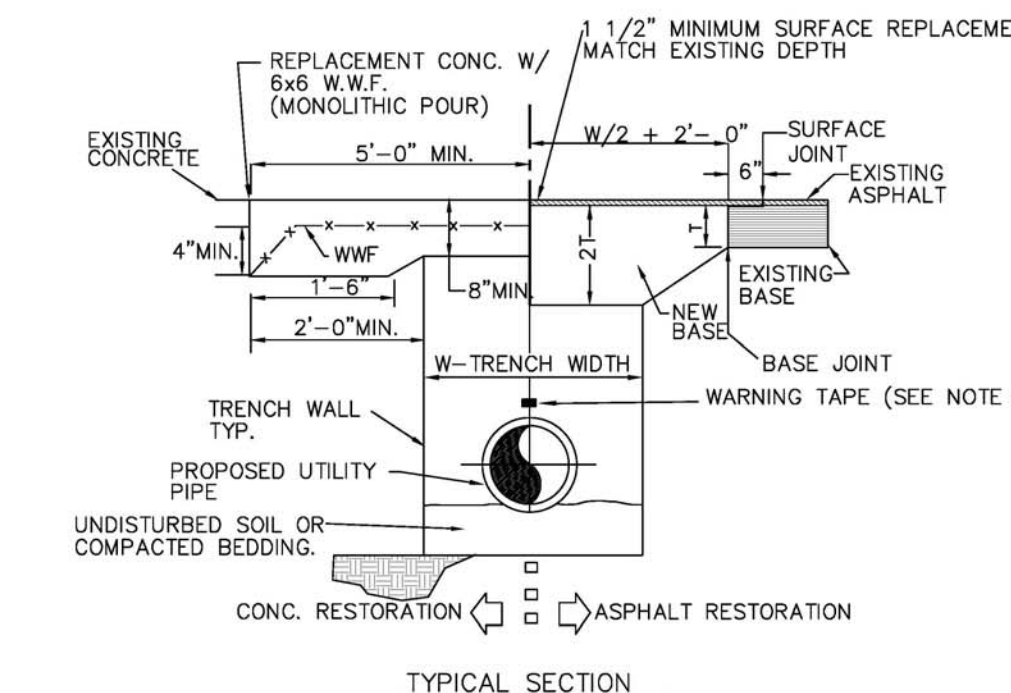 1 1/2" MINIMUM SURFACE REPLACEME
MATCH EXISTING DEPTH
REPLACEMENT CONC. W/
6x6 W.W.F.
(MONOLITHIC POUR)
EXISTING
CONCRETE
5'-0" MIN.
W/2 + 2'- 0"
SURFACE
JOINT
6"
EXISTING
ASPHALT
4"MIN.
WWF
2T
T
1'-6"
8"MIN.
EXISTING
BASE
NEW
BASE
2'-0"MIN.
BASE JOINT
W-TRENCH WIDTH
WARNING TAPE (SEE NOTE
TRENCH WALL
TYP.
PROPOSED UTILITY
PIPE
UNDISTURBED SOIL OR
COMPACTED BEDDING.
CONC. RESTORATION
ASPHALT RESTORATION
TYPICAL SECTION